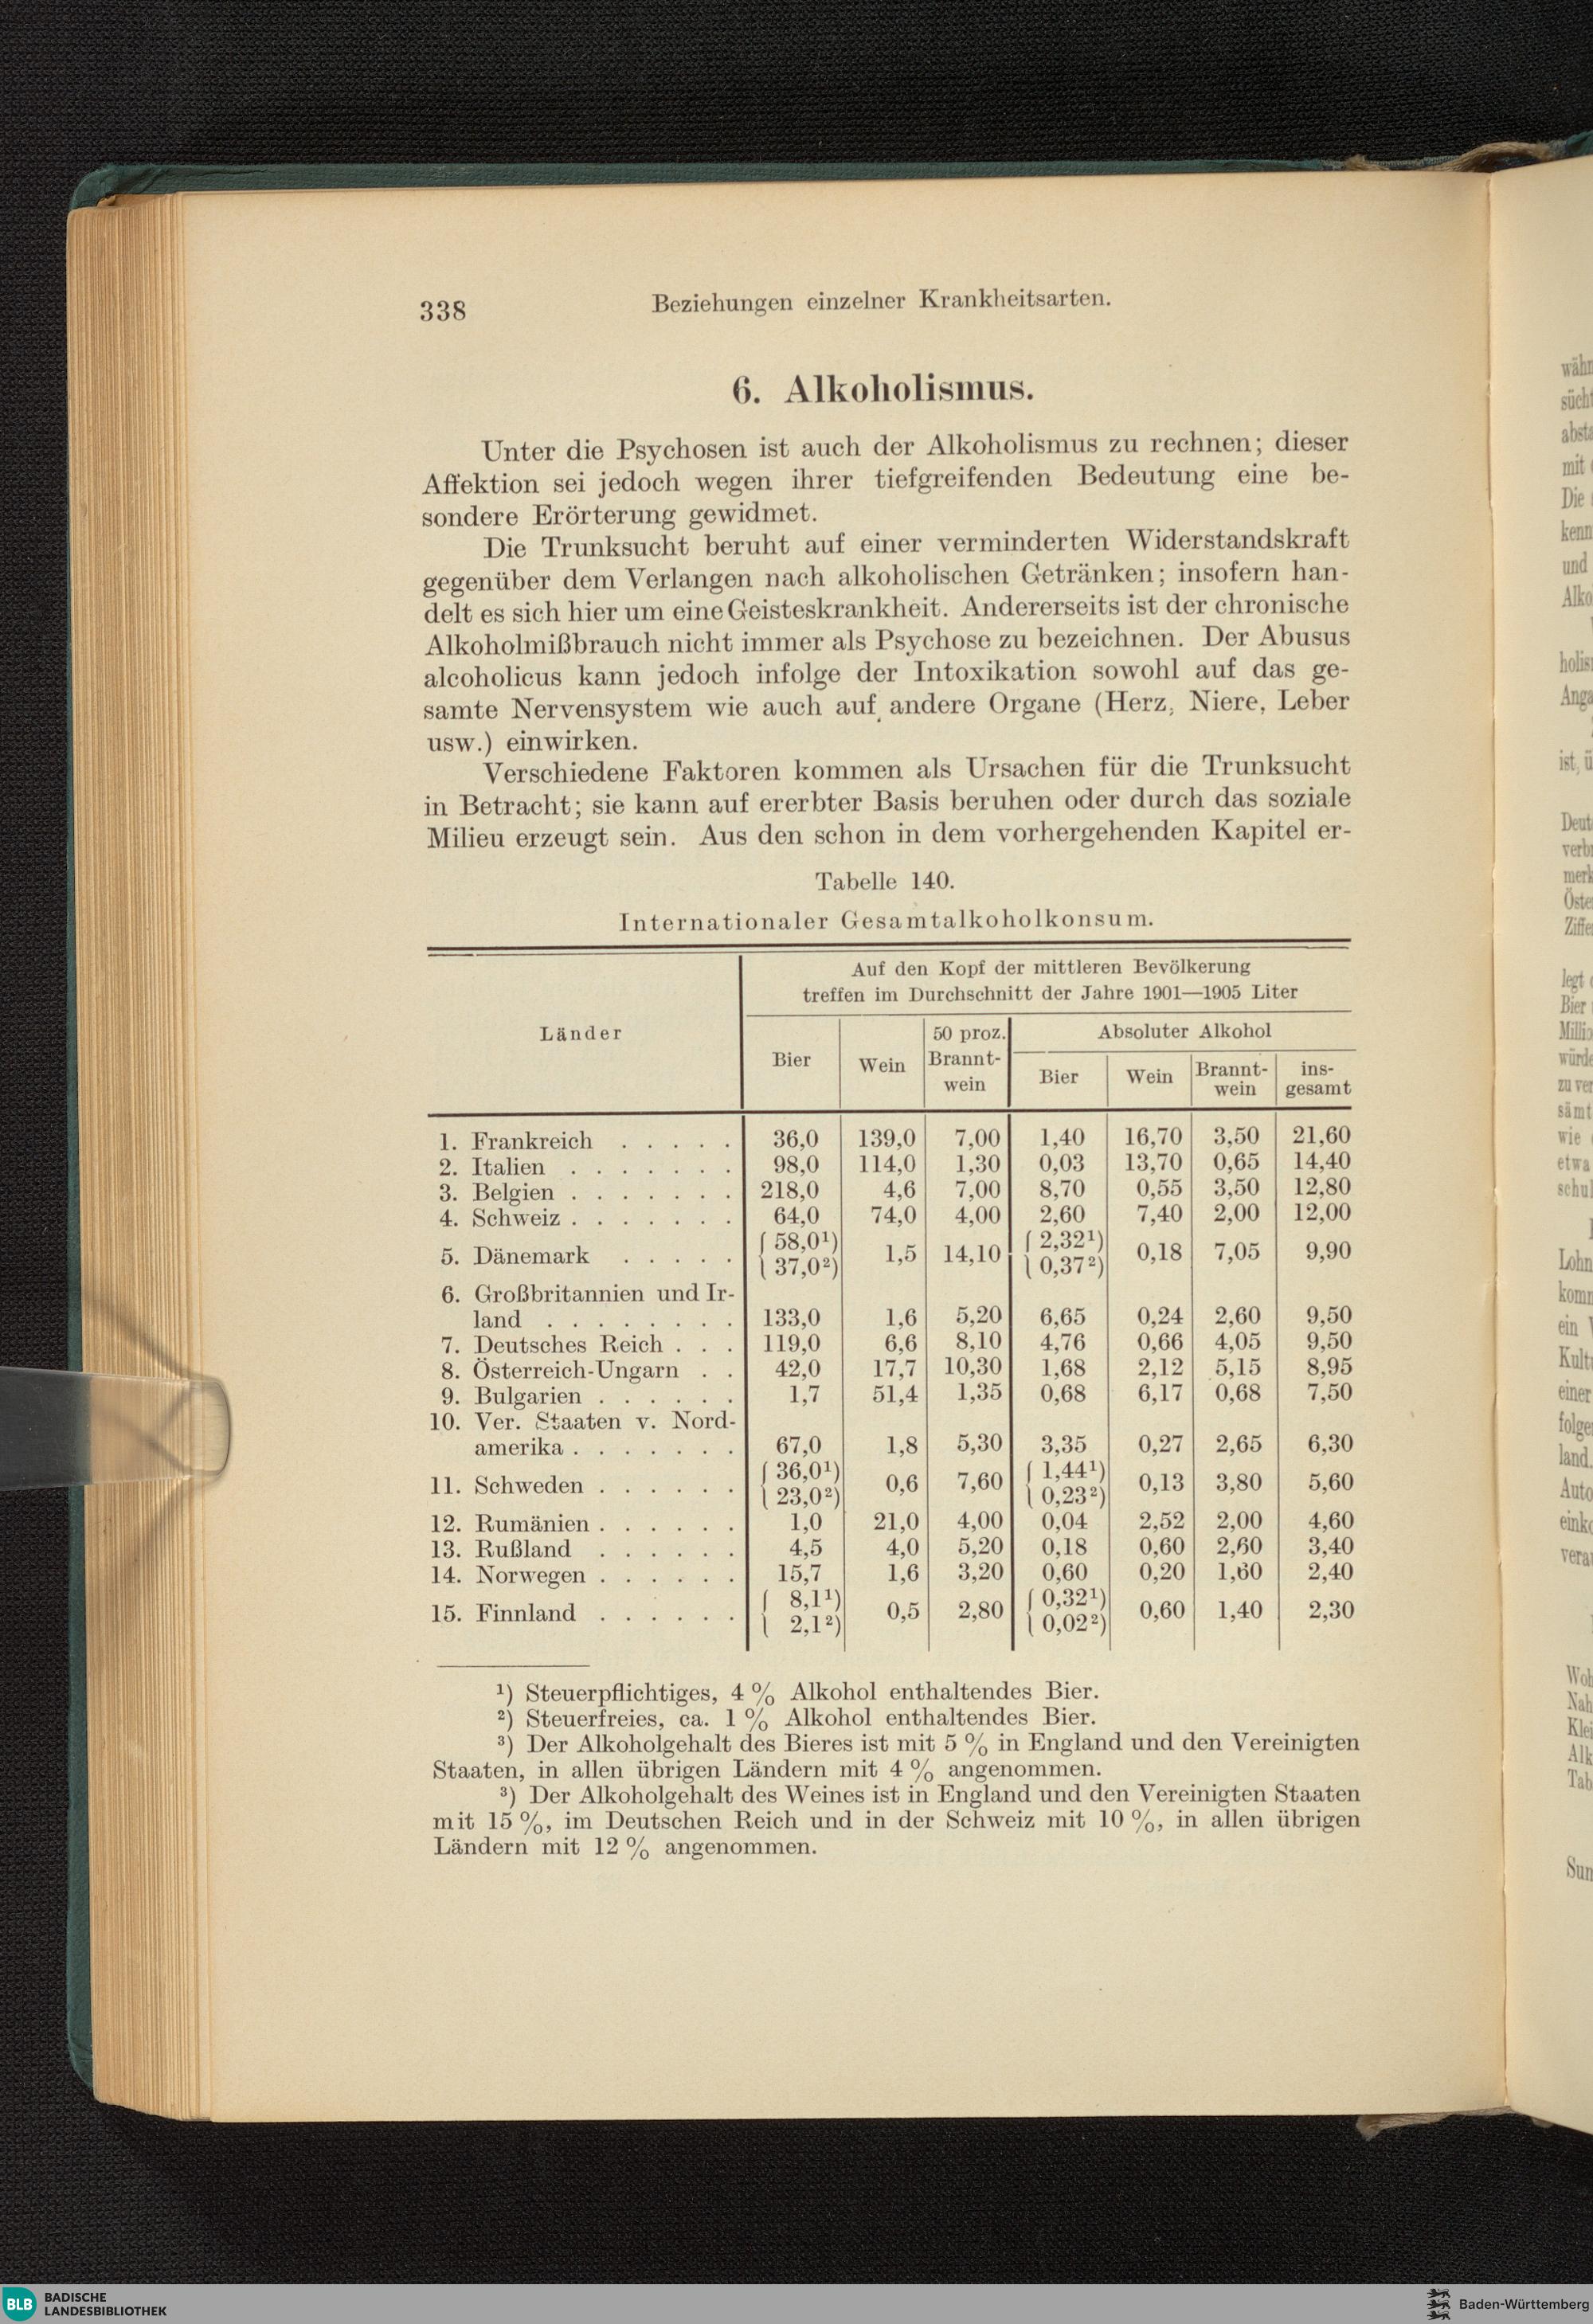 338
Beziehungen einzelner Krankheitsarten.
6. Alkoholismus.
Unter die Psychosen ist auch der Alkoholismus zu rechnen; dieser
Affektion sei jedoch wegen ihrer tiefgreifenden Bedeutung eine be-
sondere Erörterung gewidmet.
Die Trunksucht beruht auf einer verminderten Widerstandskraft
gegenüber dem Verlangen nach alkoholischen Getränken; insofern han-
delt es sich hier um eine Geisteskrankheit. Andererseits ist der chronische
Alkoholmißbrauch nicht immer als Psychose zu bezeichnen. Der Abusus
alcoholicus kann jedoch infolge der Intoxikation sowohl auf das ge-
samte Nervensystem wie auch auf andere Organe (Herz, Niere, Leber
usw.) einwirken.
Verschiedene Faktoren kommen als Ursachen für die Trunksucht
in Betracht; sie kann auf ererbter Basis beruhen oder durch das soziale
Milieu erzeugt sein. Aus den schon in dem vorhergehenden Kapitel er-
Tabelle 140.
Internationaler Gesamtalkoholkonsum.
Länder
Auf den Kopf der mittleren Bevölkerung
treffen im Durchschnitt der Jahre 1901—1905 Liter
Bier Wein 50 proz. Brannt-wein Absoluter Alkohol
Bier Wein Brannt-wein ins-gesamt
1. Frankreich . . . . . 36,0 139,0 7,00 1,40 16,70 3,50 21,60
2. Italien . . . . . . . 98,0 114,0 1,30 0,03 13,70 0,65 14,40
3. Belgien . . . . . . . 218,0 4,6 7,00 8,70 0,55 3,50 12,80
4. Schweiz . . . . . . . 64,0 74,0 4,00 2,60 7,40 2,00 12,00
5. Dänemark . . . . . { 58,0¹) 37,0²) 1,5 14,10 { 2,32¹) 0,37²) 0,18 7,05 9,90
6. Großbritannien und Ir-
land . . . . . . . . 133,0 1,6 5,20 6,65 0,24 2,60 9,50
7. Deutsches Reich . . . 119,0 6,6 8,10 4,76 0,66 4,05 9,50
8. Österreich-Ungarn . . 42,0 17,7 10,30 1,68 2,12 5,15 8,95
9. Bulgarien . . . . . . 1,7 51,4 1,35 0,68 6,17 0,68 7,50
10. Ver. Staaten v. Nord-
amerika . . . . . . . 67,0 1,8 5,30 3,35 0,27 2,65 6,30
11. Schweden . . . . . . { 36,0¹) 23,0²) 0,6 7,60 { 1,44¹) 0,23²) 0,13 3,80 5,60
12. Rumänien . . . . . . 1,0 21,0 4,00 0,04 2,52 2,00 4,60
13. Rußland . . . . . . 4,5 4,0 5,20 0,18 0,60 2,60 3,40
14. Norwegen . . . . . . 15,7 1,6 3,20 0,60 0,20 1,60 2,40
15. Finnland . . . . . . { 8,1¹) 2,1²) 0,5 2,80 { 0,32¹) 0,02²) 0,60 1,40 2,30
¹) Steuerpflichtiges, 4 % Alkohol enthaltendes Bier.
²) Steuerfreies, ca. 1 % Alkohol enthaltendes Bier.
³) Der Alkoholgehalt des Bieres ist mit 5 % in England und den Vereinigten
Staaten, in allen übrigen Ländern mit 4 % angenommen.
³) Der Alkoholgehalt des Weines ist in England und den Vereinigten Staaten
mit 15 %, im Deutschen Reich und in der Schweiz mit 10 %, in allen übrigen
Ländern mit 12 % angenommen.
BLB BADISCHE
LANDESBIBLIOTHEK
Baden-Württemberg